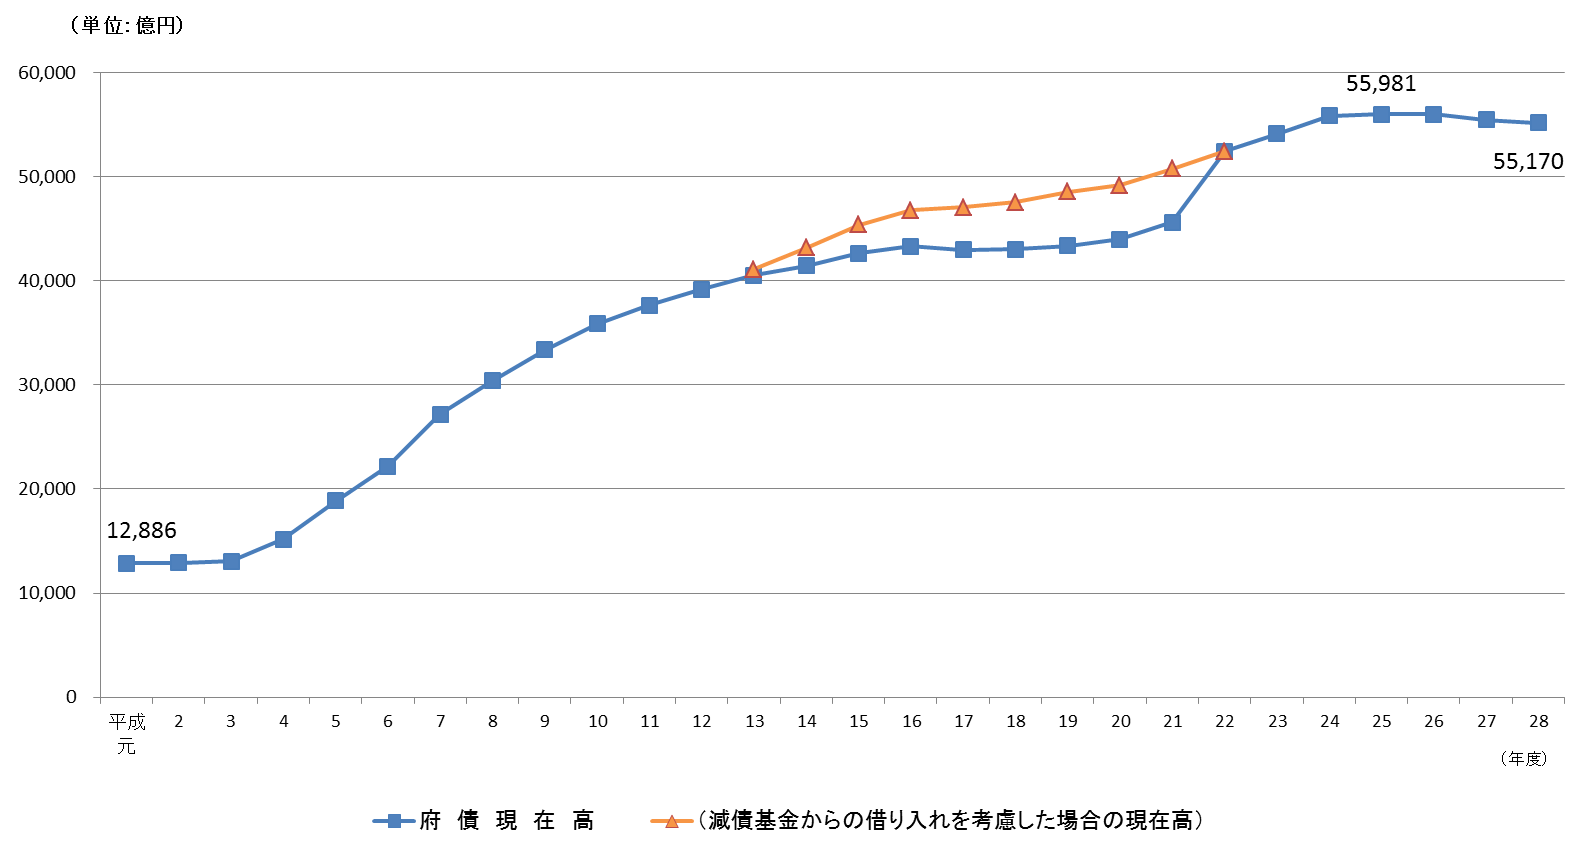 （単位：億円）
60,000
50,000
40,000
30,000
20,000
10,000
0
12,886
55,981
55,170
平成元 2 3 4 5 6 7 8 9 10 11 12 13 14 15 16 17 18 19 20 21 22 23 24 25 26 27 28
（年度）
府　債　現　在　高 （減債基金からの借り入れを考慮した場合の現在高）